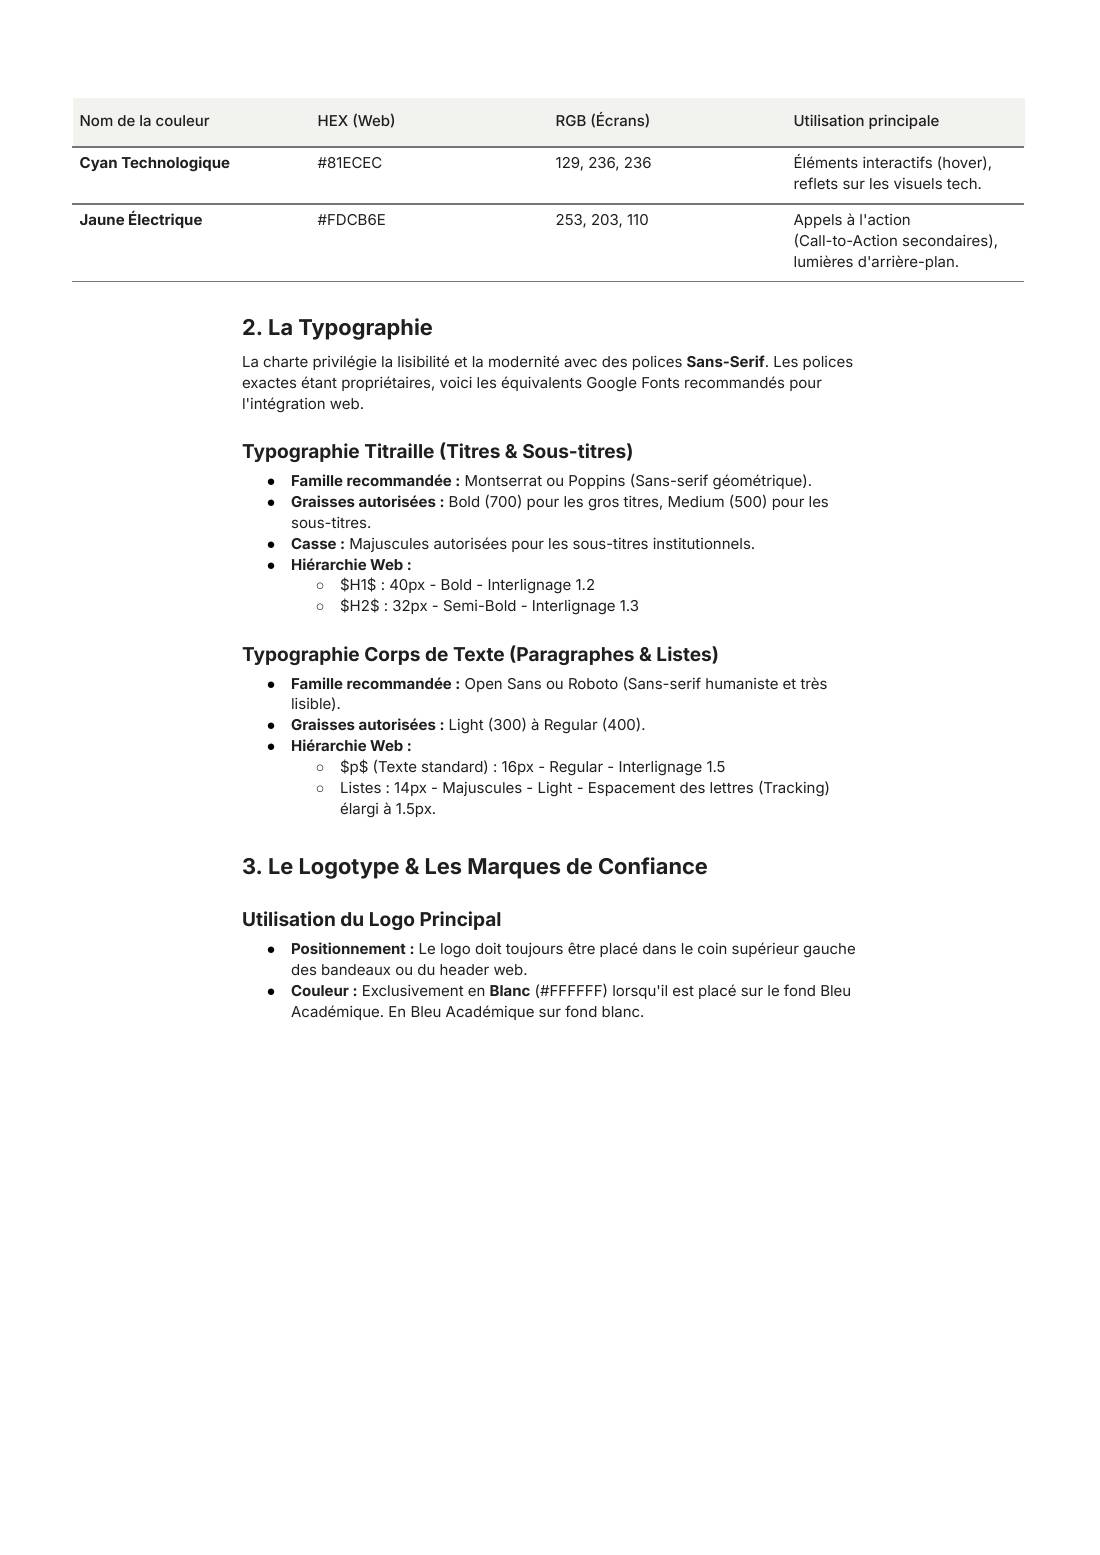 Nom de la couleur HEX (Web) RGB (Écrans) Utilisation principale
Cyan Technologique #81ECEC 129, 236, 236 Éléments interactifs (hover),
reflets sur les visuels tech.
Jaune Électrique #FDCB6E 253, 203, 110 Appels à l'action
(Call-to-Action secondaires),
lumières d'arrière-plan.
2. La Typographie
La charte privilégie la lisibilité et la modernité avec des polices Sans-Serif. Les polices
exactes étant propriétaires, voici les équivalents Google Fonts recommandés pour
l'intégration web.
Typographie Titraille (Titres & Sous-titres)
● Famille recommandée : Montserrat ou Poppins (Sans-serif géométrique).
● Graisses autorisées : Bold (700) pour les gros titres, Medium (500) pour les
sous-titres.
● Casse : Majuscules autorisées pour les sous-titres institutionnels.
● Hiérarchie Web :
○ $H1$ : 40px - Bold - Interlignage 1.2
○ $H2$ : 32px - Semi-Bold - Interlignage 1.3
Typographie Corps de Texte (Paragraphes & Listes)
● Famille recommandée : Open Sans ou Roboto (Sans-serif humaniste et très
lisible).
● Graisses autorisées : Light (300) à Regular (400).
● Hiérarchie Web :
○ $p$ (Texte standard) : 16px - Regular - Interlignage 1.5
○ Listes : 14px - Majuscules - Light - Espacement des lettres (Tracking)
élargi à 1.5px.
3. Le Logotype & Les Marques de Confiance
Utilisation du Logo Principal
● Positionnement : Le logo doit toujours être placé dans le coin supérieur gauche
des bandeaux ou du header web.
● Couleur : Exclusivement en Blanc (#FFFFFF) lorsqu'il est placé sur le fond Bleu
Académique. En Bleu Académique sur fond blanc.